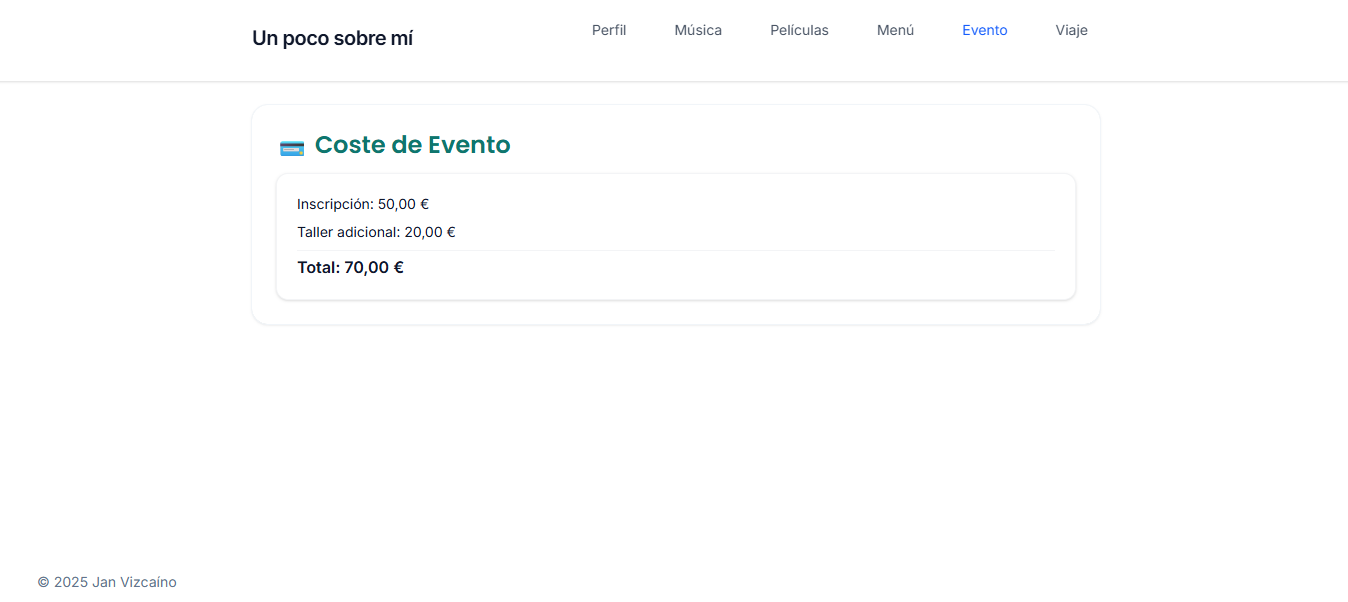 Un poco sobre mí
Perfil Música Películas Menú Evento Viaje
Coste de Evento
Inscripción: 50,00 €
Taller adicional: 20,00 €
Total: 70,00 €
© 2025 Jan Vizcaíno